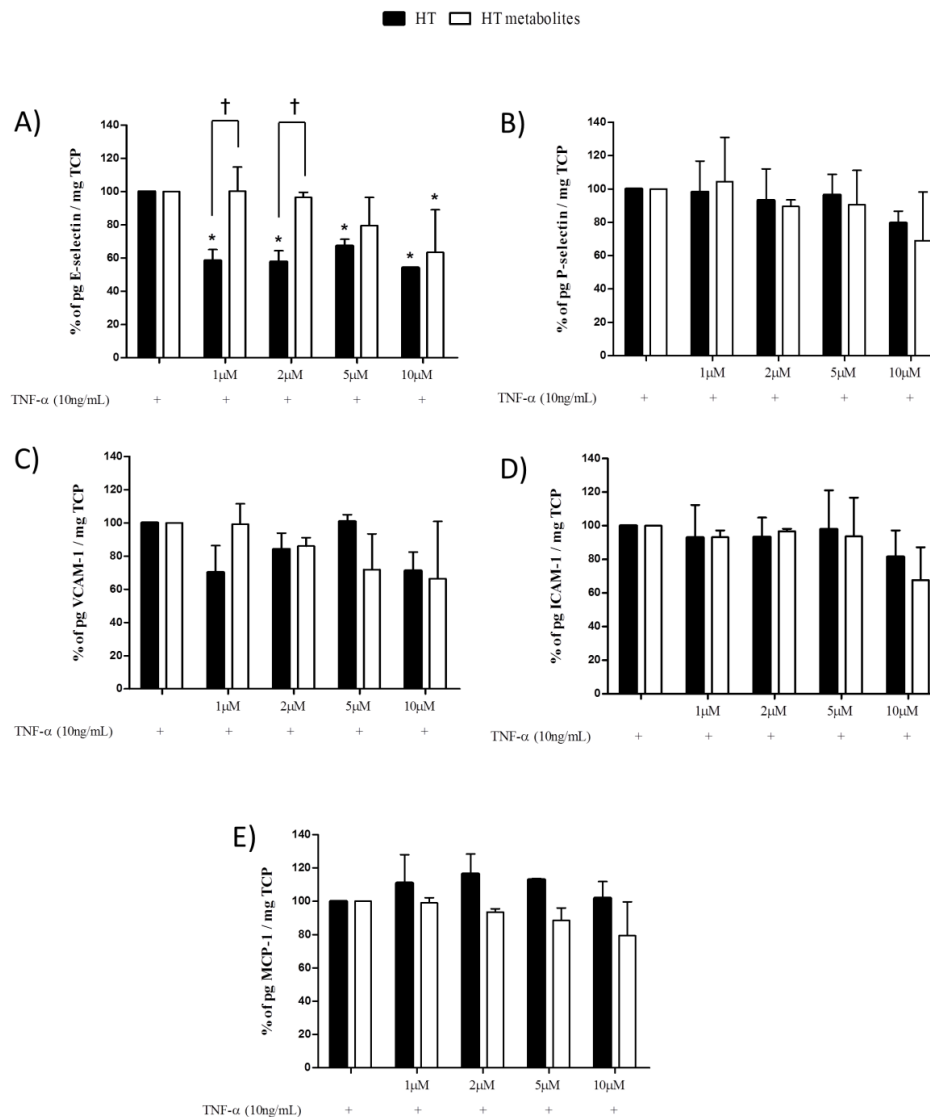 HT HT metabolites
A)
† †
140
120
100
80
60
40
20
0
% of pg E-selectin / mg TCP
* * * * *
1µM 2µM 5µM 10µM
TNF-α (10ng/mL) + + + + +
B)
140
120
100
80
60
40
20
0
% of pg P-selectin / mg TCP
1µM 2µM 5µM 10µM
TNF-α (10ng/mL) + + + + +
C)
140
120
100
80
60
40
20
0
% of pg VCAM-1 / mg TCP
1µM 2µM 5µM 10µM
TNF-α (10ng/mL) + + + + +
D)
140
120
100
80
60
40
20
0
% of pg ICAM-1 / mg TCP
1µM 2µM 5µM 10µM
TNF-α (10ng/mL) + + + + +
E)
140
120
100
80
60
40
20
0
% of pg MCP-1 / mg TCP
1µM 2µM 5µM 10µM
TNF-α (10ng/mL) + + + + +